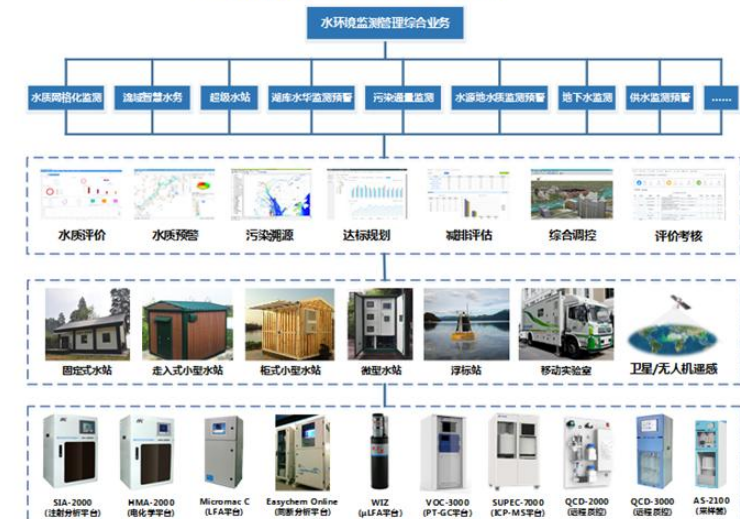 水环境监测管理综合业务
水质网格化监测 流域智慧水务 超级水站 湖库水华监测预警 污染通量监测 水源地水质监测预警 地下水监测 供水监测预警 ......
水质评价 水质预警 污染溯源 达标规划 减排评估 综合调控 评价考核
固定式水站 走入式小型水站 柜式小型水站 微型水站 浮标站 移动实验室 卫星/无人机遥感
SIA-2000 HMA-2000 Micromac C Easychem Online WIZ VOC-3000 SUPEC-7000 QCD-2000 QCD-3000 AS-2100
(注射分析平台) (电化学平台) (LFA平台) (间断分析平台) (μLFA平台) (PT-GC平台) (ICP-MS平台) (远程质控) (远程质控) (采样器)